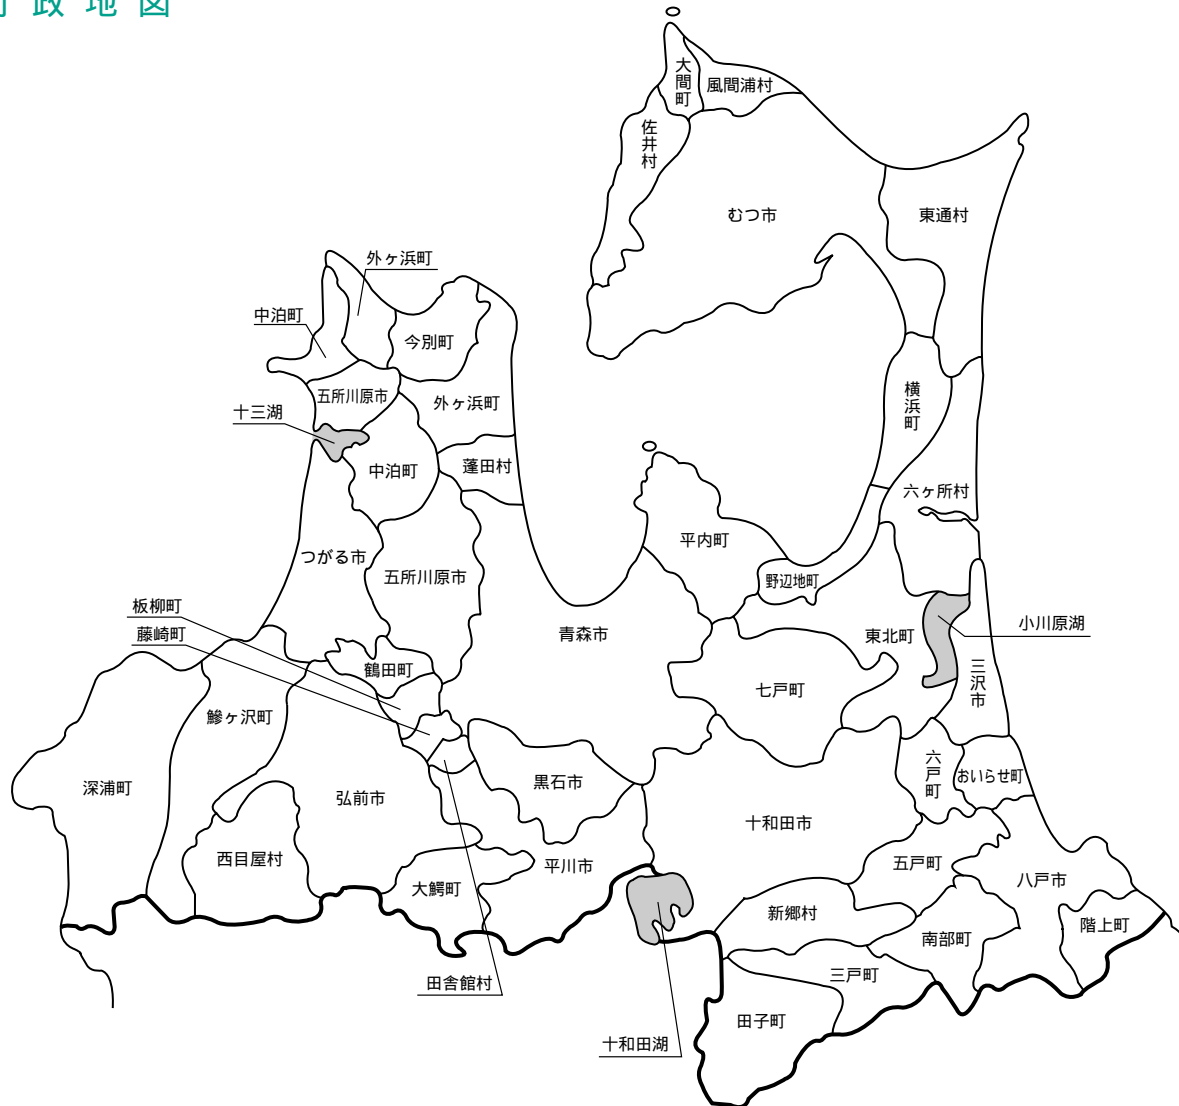 行政地図
大間町
風間浦村
佐井村
むつ市
東通村
外ヶ浜町
中泊町
今別町
五所川原市
外ヶ浜町
十三湖
横浜町
中泊町
蓬田村
六ヶ所村
平内町
つがる市
五所川原市
野辺地町
板柳町
藤崎町
青森市
東北町
小川原湖
鶴田町
三沢市
七戸町
鰺ヶ沢町
六戸町
おいらせ町
深浦町
弘前市
黒石市
十和田市
西目屋村
平川市
五戸町
大鰐町
八戸市
新郷村
階上町
南部町
田舎館村
三戸町
田子町
十和田湖